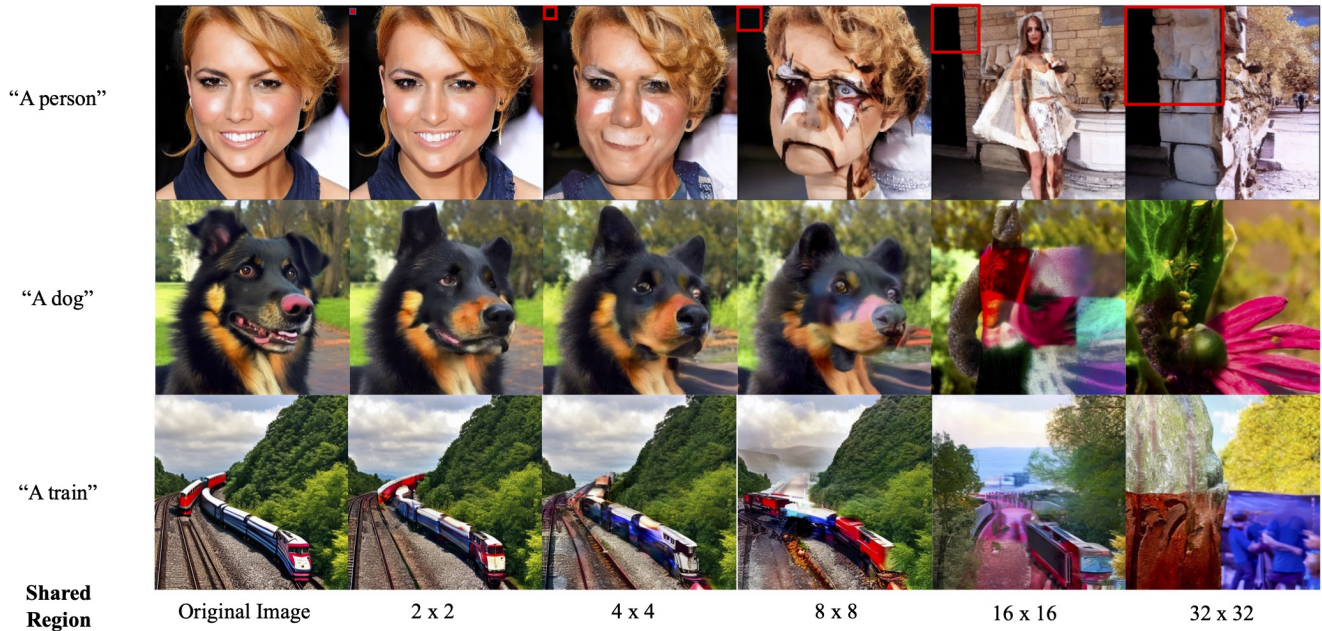 “A person”
“A dog”
“A train”
Shared
Region
Original Image
2 x 2
4 x 4
8 x 8
16 x 16
32 x 32